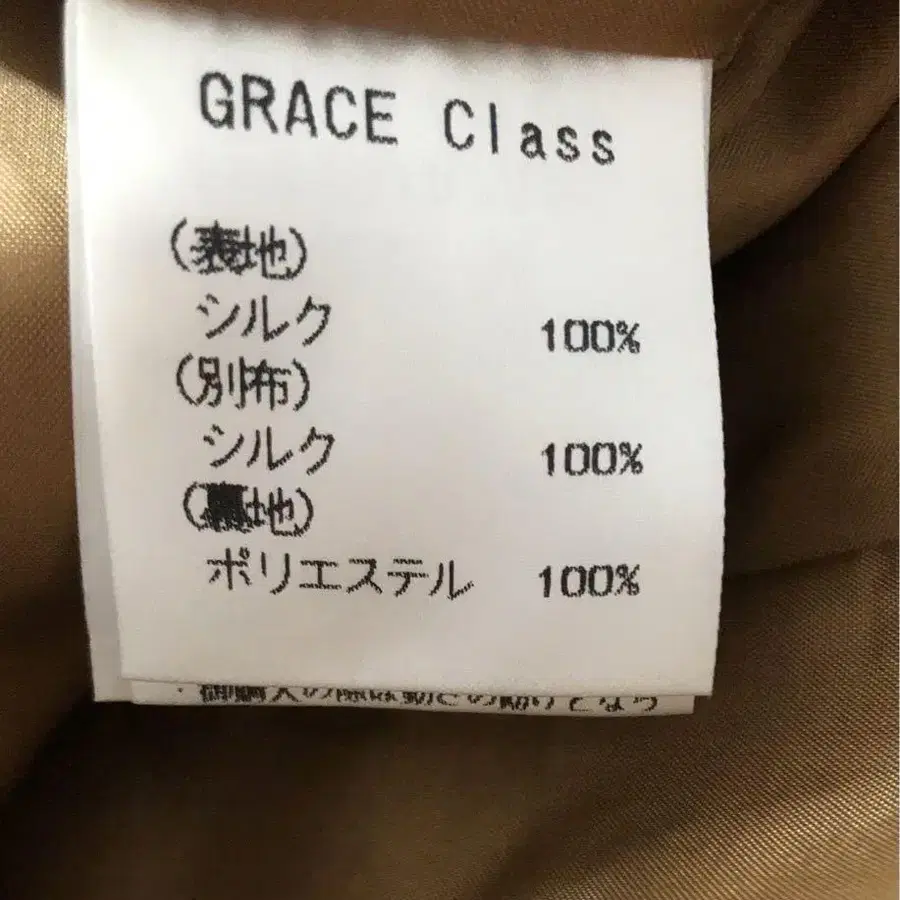 GRACE Class
(表地)
シルク 100%
(別布)
シルク 100%
(裏地)
ポリエステル 100%